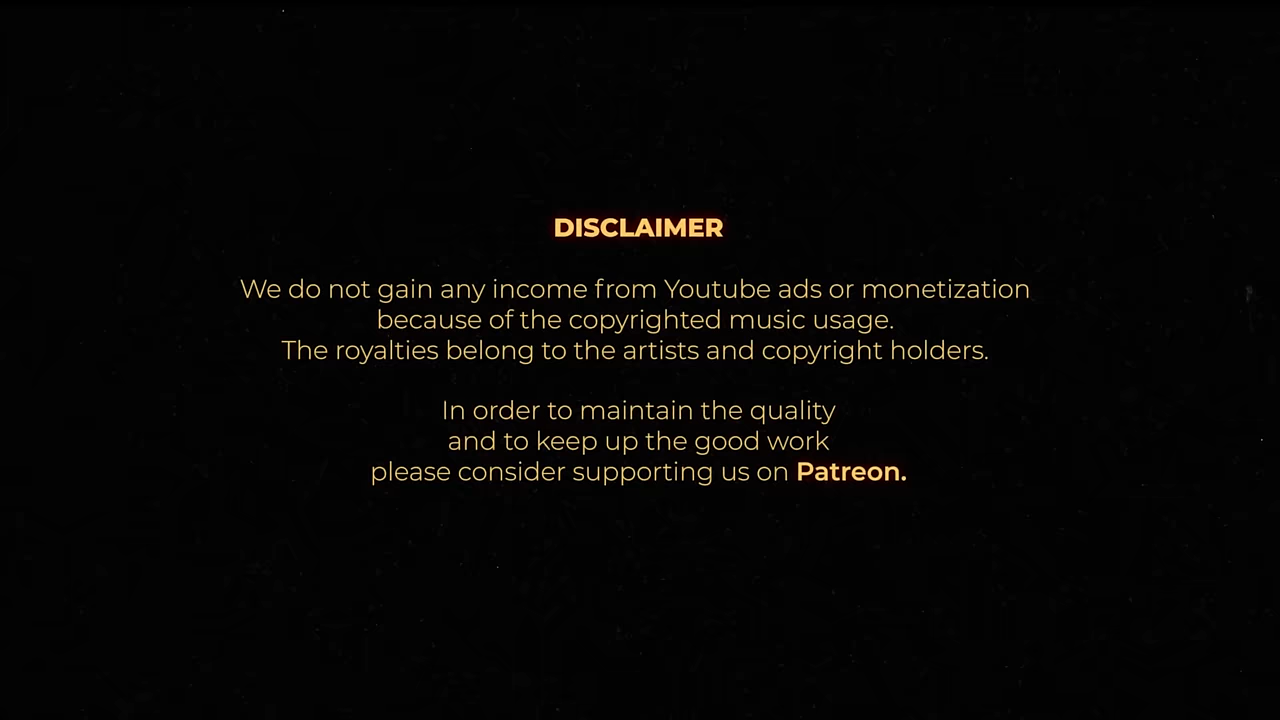 DISCLAIMER
We do not gain any income from Youtube ads or monetization
because of the copyrighted music usage.
The royalties belong to the artists and copyright holders.
In order to maintain the quality
and to keep up the good work
please consider supporting us on Patreon.